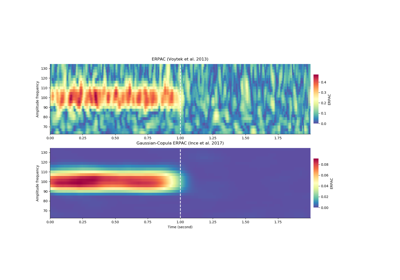 ERPAC (Voytek et al. 2013)
Amplitude frequency
130
120
110
100
90
80
70
0.00 0.25 0.50 0.75 1.00 1.25 1.50 1.75
0.4
0.3
0.2
0.1
0.0
ERPAC
Gaussian-Copula ERPAC (Ince et al. 2017)
Amplitude frequency
130
120
110
100
90
80
70
0.00 0.25 0.50 0.75 1.00 1.25 1.50 1.75
Time (second)
0.08
0.06
0.04
0.02
0.00
ERPAC